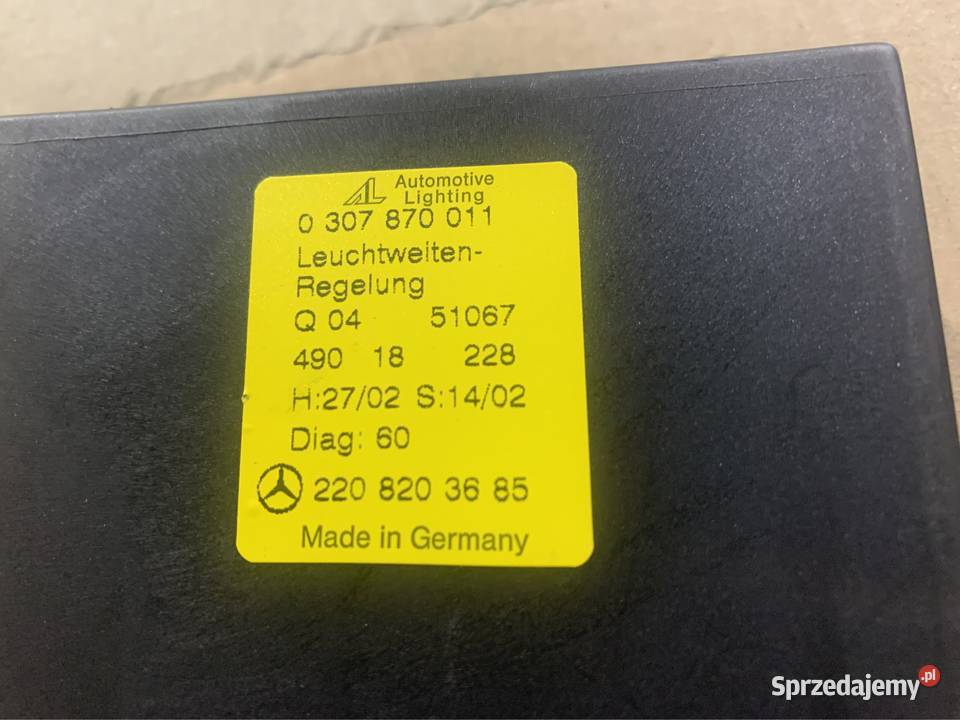 AL Automotive
Lighting
0 307 870 011
Leuchtweiten-
Regelung
Q 04 51067
490 18 228
H:27/02 S:14/02
Diag: 60
220 820 36 85
Made in Germany
Sprzedajemy.pl